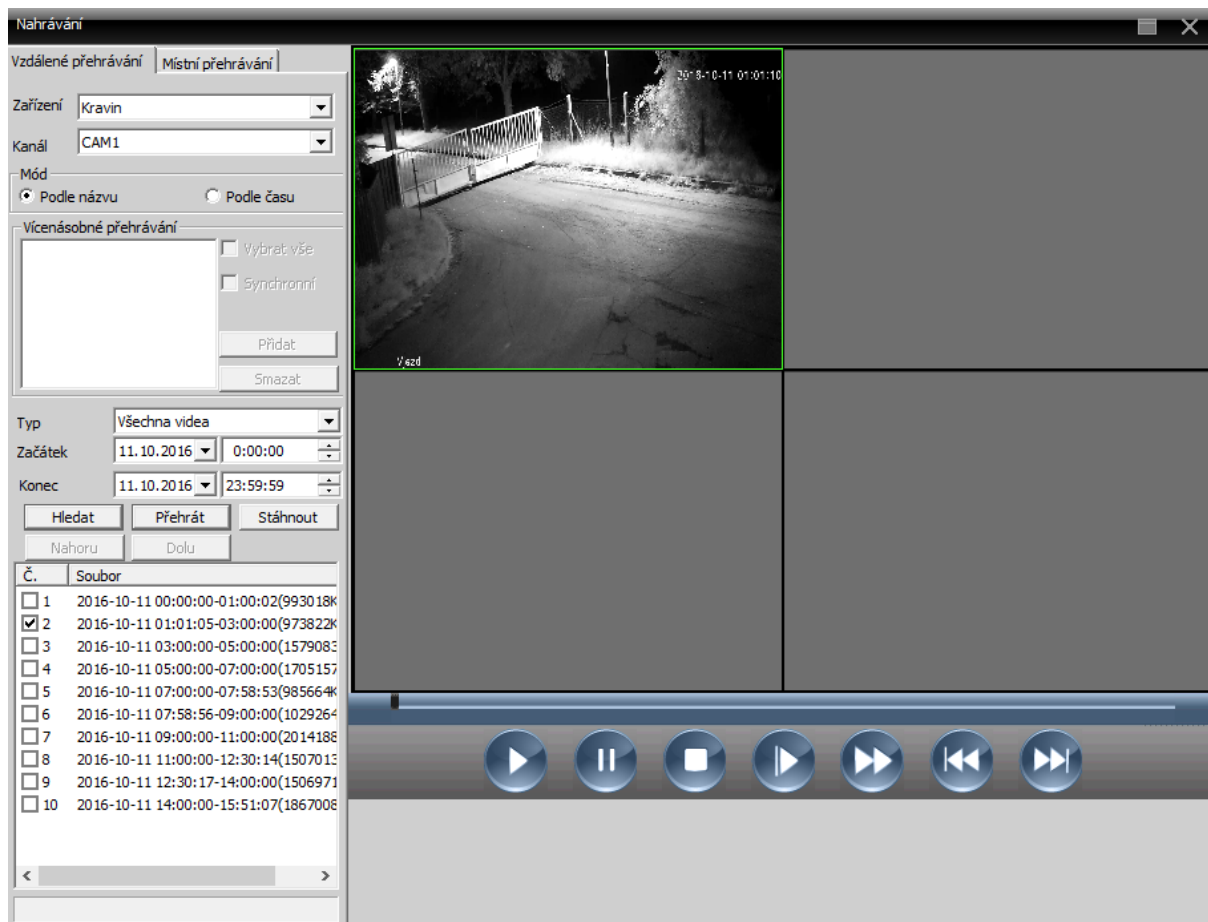 Nahrávání
Vzdálené přehrávání Místní přehrávání
Zařízení Kravin
Kanál CAM1
Mód
Podle názvu Podle času
Vícenásobné přehrávání
Vybrat vše
Synchronní
Přidat
Smazat
Typ Všechna videa
Začátek 11.10.2016 0:00:00
Konec 11.10.2016 23:59:59
Hledat Přehrát Stáhnout
Nahoru Dolu
Č. Soubor
1 2016-10-11 00:00:00-01:00:02(993018K
2 2016-10-11 01:01:05-03:00:00(973822K
3 2016-10-11 03:00:00-05:00:00(1579083
4 2016-10-11 05:00:00-07:00:00(1705157
5 2016-10-11 07:00:00-07:58:53(985664K
6 2016-10-11 07:58:56-09:00:00(1029264
7 2016-10-11 09:00:00-11:00:00(2014188
8 2016-10-11 11:00:00-12:30:14(1507013
9 2016-10-11 12:30:17-14:00:00(1506971
10 2016-10-11 14:00:00-15:51:07(1867008
2016-10-11 01:01:10
Vjezd